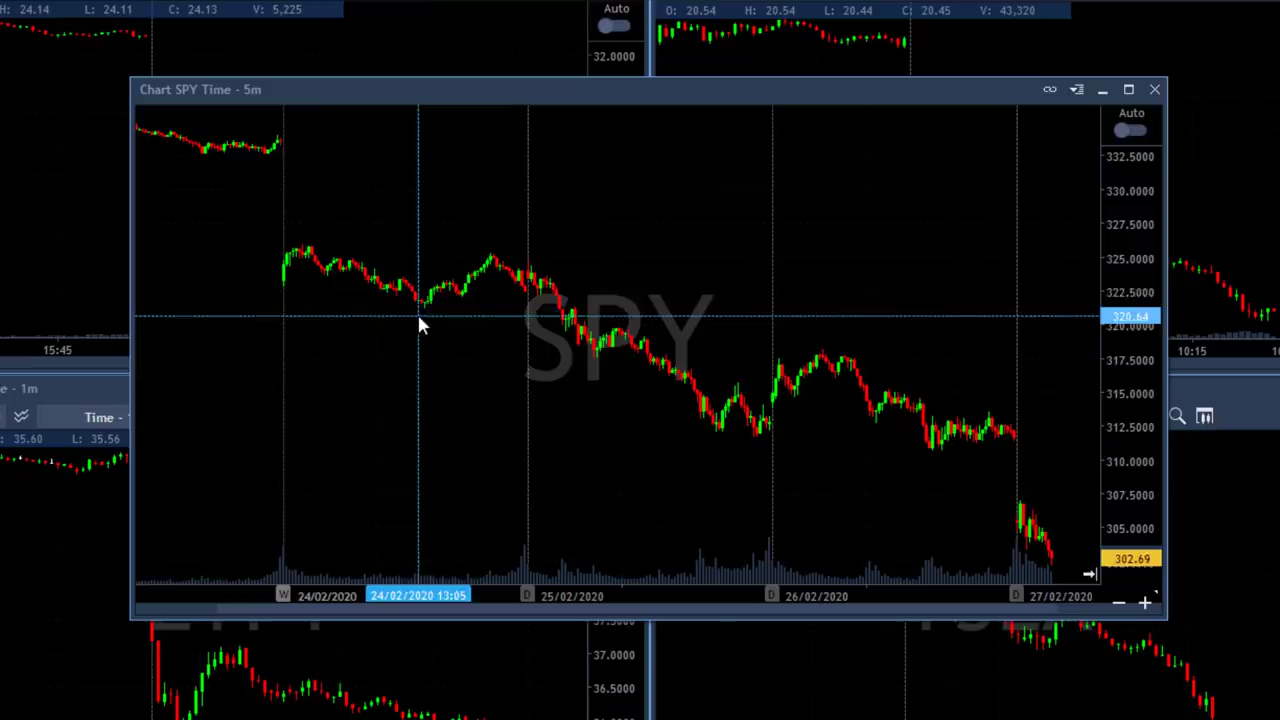 H: 24.14 L: 24.11 C: 24.13 V: 5,225
Auto
32.0000
O: 20.54 H: 20.54 L: 20.44 C: 20.45 V: 43,320
Chart SPY Time - 5m
Auto
332.5000
330.0000
327.5000
325.0000
322.5000
320.64
320.0000
317.5000
315.0000
312.5000
310.0000
307.5000
305.0000
302.69
SPY
W 24/02/2020 24/02/2020 13:05 D 25/02/2020 D 26/02/2020 D 27/02/2020
15:45
10:15
- 1m
Time -
: 35.60 L: 35.56
37.0000
36.5000